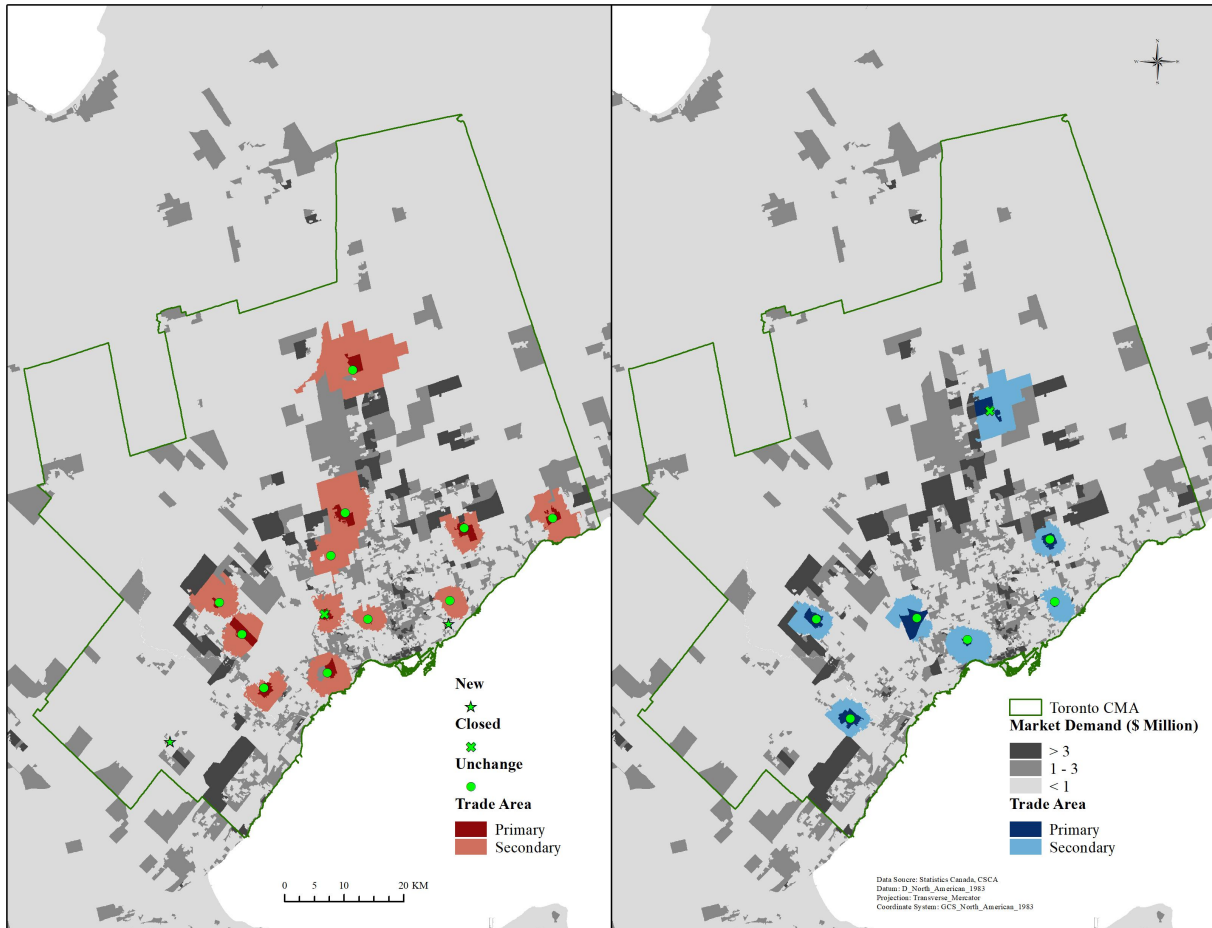 N
W
E
S
New
Closed
Unchange
Trade Area
Primary
Secondary
0 5 10 20 KM
Toronto CMA
Market Demand ($ Million)
> 3
1 - 3
< 1
Trade Area
Primary
Secondary
Data Soucre: Statistics Canada, CSCA
Datum: D_North_American_1983
Projection: Transverse_Mercator
Coordinate System: GCS_North_American_1983